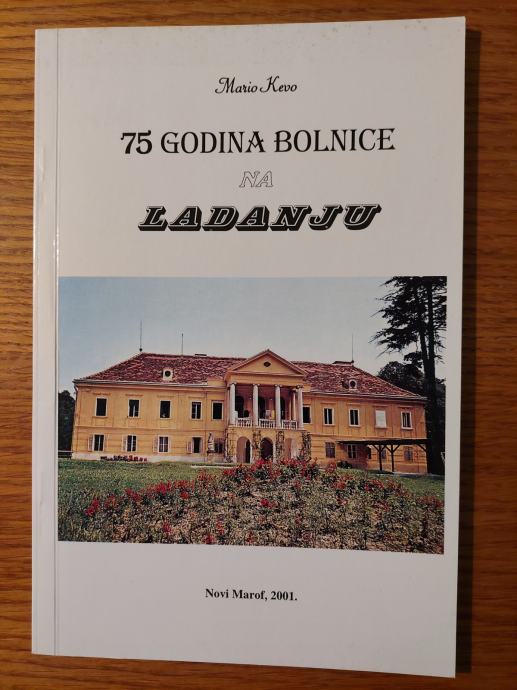 Mario Kevo
75 GODINA BOLNICE
NA
LADANJU
Novi Marof, 2001.